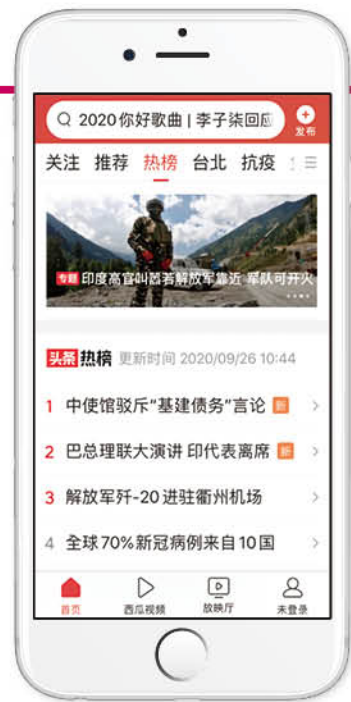 2020你好歌曲 | 李子柒回应
发布
关注 推荐 热榜 台北 抗疫
专题 印度高官叫嚣若解放军靠近 军队可开火
头条 热榜 更新时间 2020/09/26 10:44
1 中使馆驳斥“基建债务”言论 新
2 巴总理联大演讲 印代表离席 新
3 解放军歼-20进驻衢州机场
4 全球70%新冠病例来自10国
首页 西瓜视频 放映厅 未登录